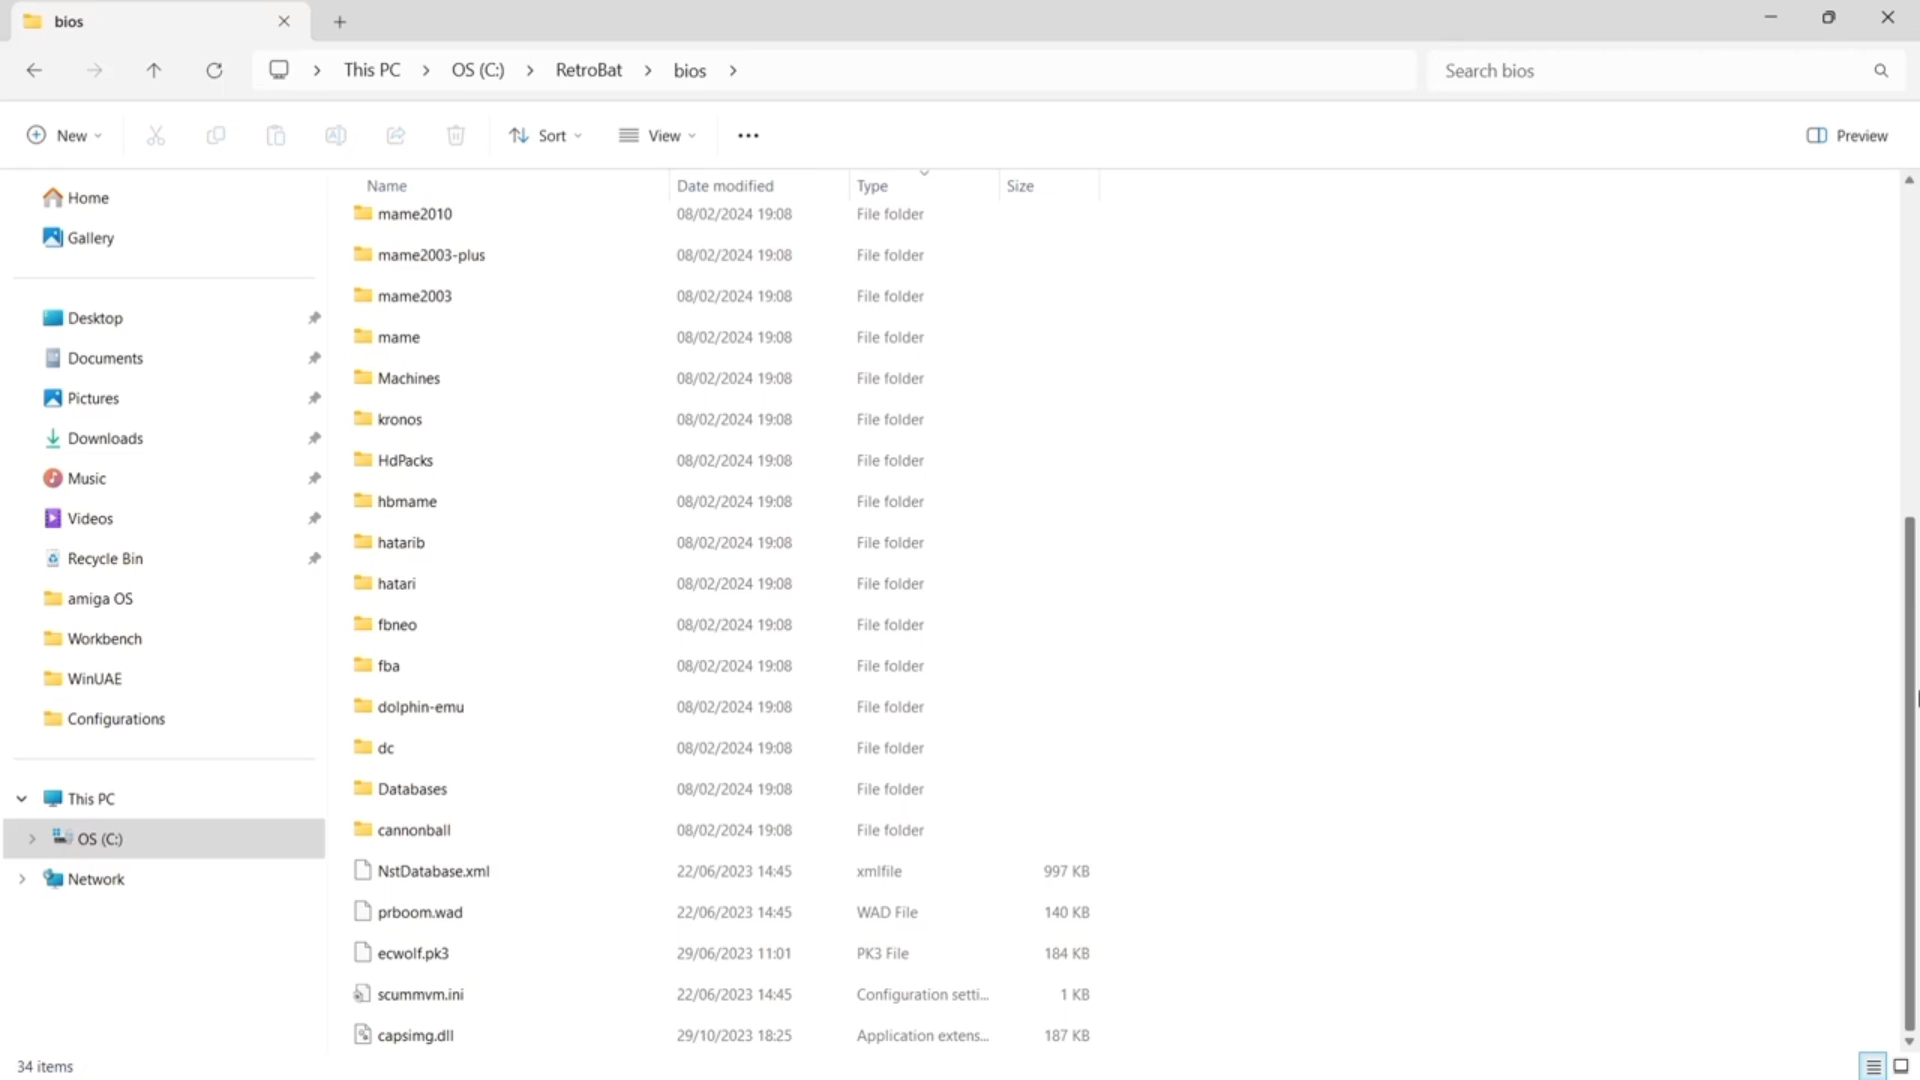 bios
This PC > OS (C:) > RetroBat > bios >
Search bios
New
Sort
View
Preview
Home
Gallery
Desktop
Documents
Pictures
Downloads
Music
Videos
Recycle Bin
amiga OS
Workbench
WinUAE
Configurations
This PC
OS (C:)
Network
Name Date modified Type Size
mame2010 08/02/2024 19:08 File folder
mame2003-plus 08/02/2024 19:08 File folder
mame2003 08/02/2024 19:08 File folder
mame 08/02/2024 19:08 File folder
Machines 08/02/2024 19:08 File folder
kronos 08/02/2024 19:08 File folder
HdPacks 08/02/2024 19:08 File folder
hbmame 08/02/2024 19:08 File folder
hatarib 08/02/2024 19:08 File folder
hatari 08/02/2024 19:08 File folder
fbneo 08/02/2024 19:08 File folder
fba 08/02/2024 19:08 File folder
dolphin-emu 08/02/2024 19:08 File folder
dc 08/02/2024 19:08 File folder
Databases 08/02/2024 19:08 File folder
cannonball 08/02/2024 19:08 File folder
NstDatabase.xml 22/06/2023 14:45 xmlfile 997 KB
prboom.wad 22/06/2023 14:45 WAD File 140 KB
ecwolf.pk3 29/06/2023 11:01 PK3 File 184 KB
scummvm.ini 22/06/2023 14:45 Configuration setti... 1 KB
capsimg.dll 29/10/2023 18:25 Application extens... 187 KB
34 items